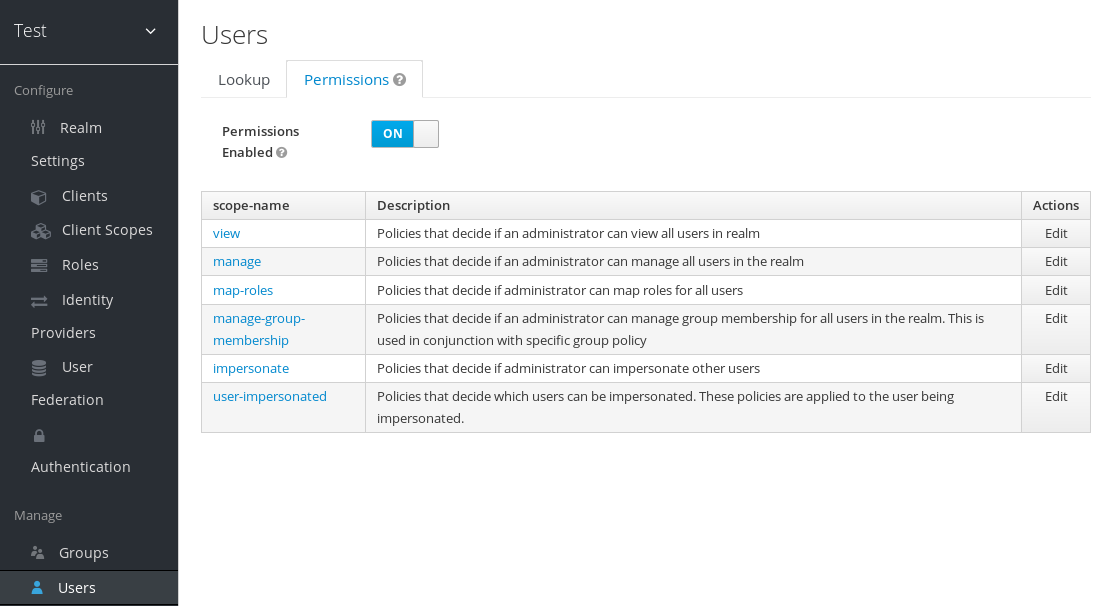 Test
Configure
Realm
Settings
Clients
Client Scopes
Roles
Identity
Providers
User
Federation
Authentication
Manage
Groups
Users
Users
Lookup
Permissions
Permissions
Enabled
ON
scope-name Description Actions
view Policies that decide if an administrator can view all users in realm Edit
manage Policies that decide if an administrator can manage all users in the realm Edit
map-roles Policies that decide if administrator can map roles for all users Edit
manage-group- Policies that decide if an administrator can manage group membership for all users in the realm. This is Edit
membership used in conjunction with specific group policy
impersonate Policies that decide if administrator can impersonate other users Edit
user-impersonated Policies that decide which users can be impersonated. These policies are applied to the user being Edit
impersonated.